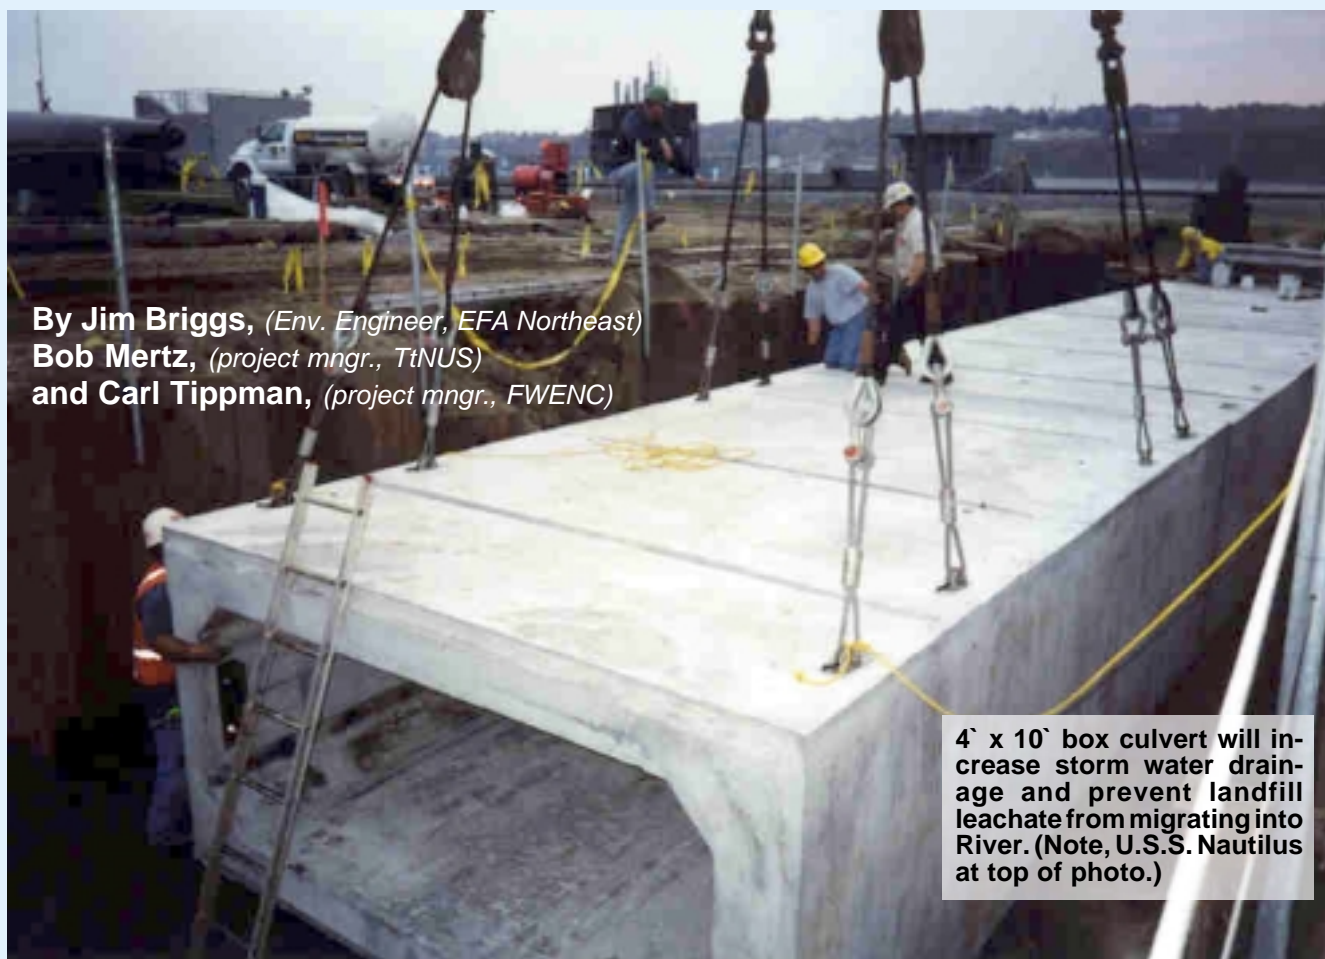 By Jim Briggs, (Env. Engineer, EFA Northeast)
Bob Mertz, (project mngr., TtNUS)
and Carl Tippman, (project mngr., FWENC)
4` x 10` box culvert will in-
crease storm water drain-
age and prevent landfill
leachate from migrating into
River. (Note, U.S.S. Nautilus
at top of photo.)